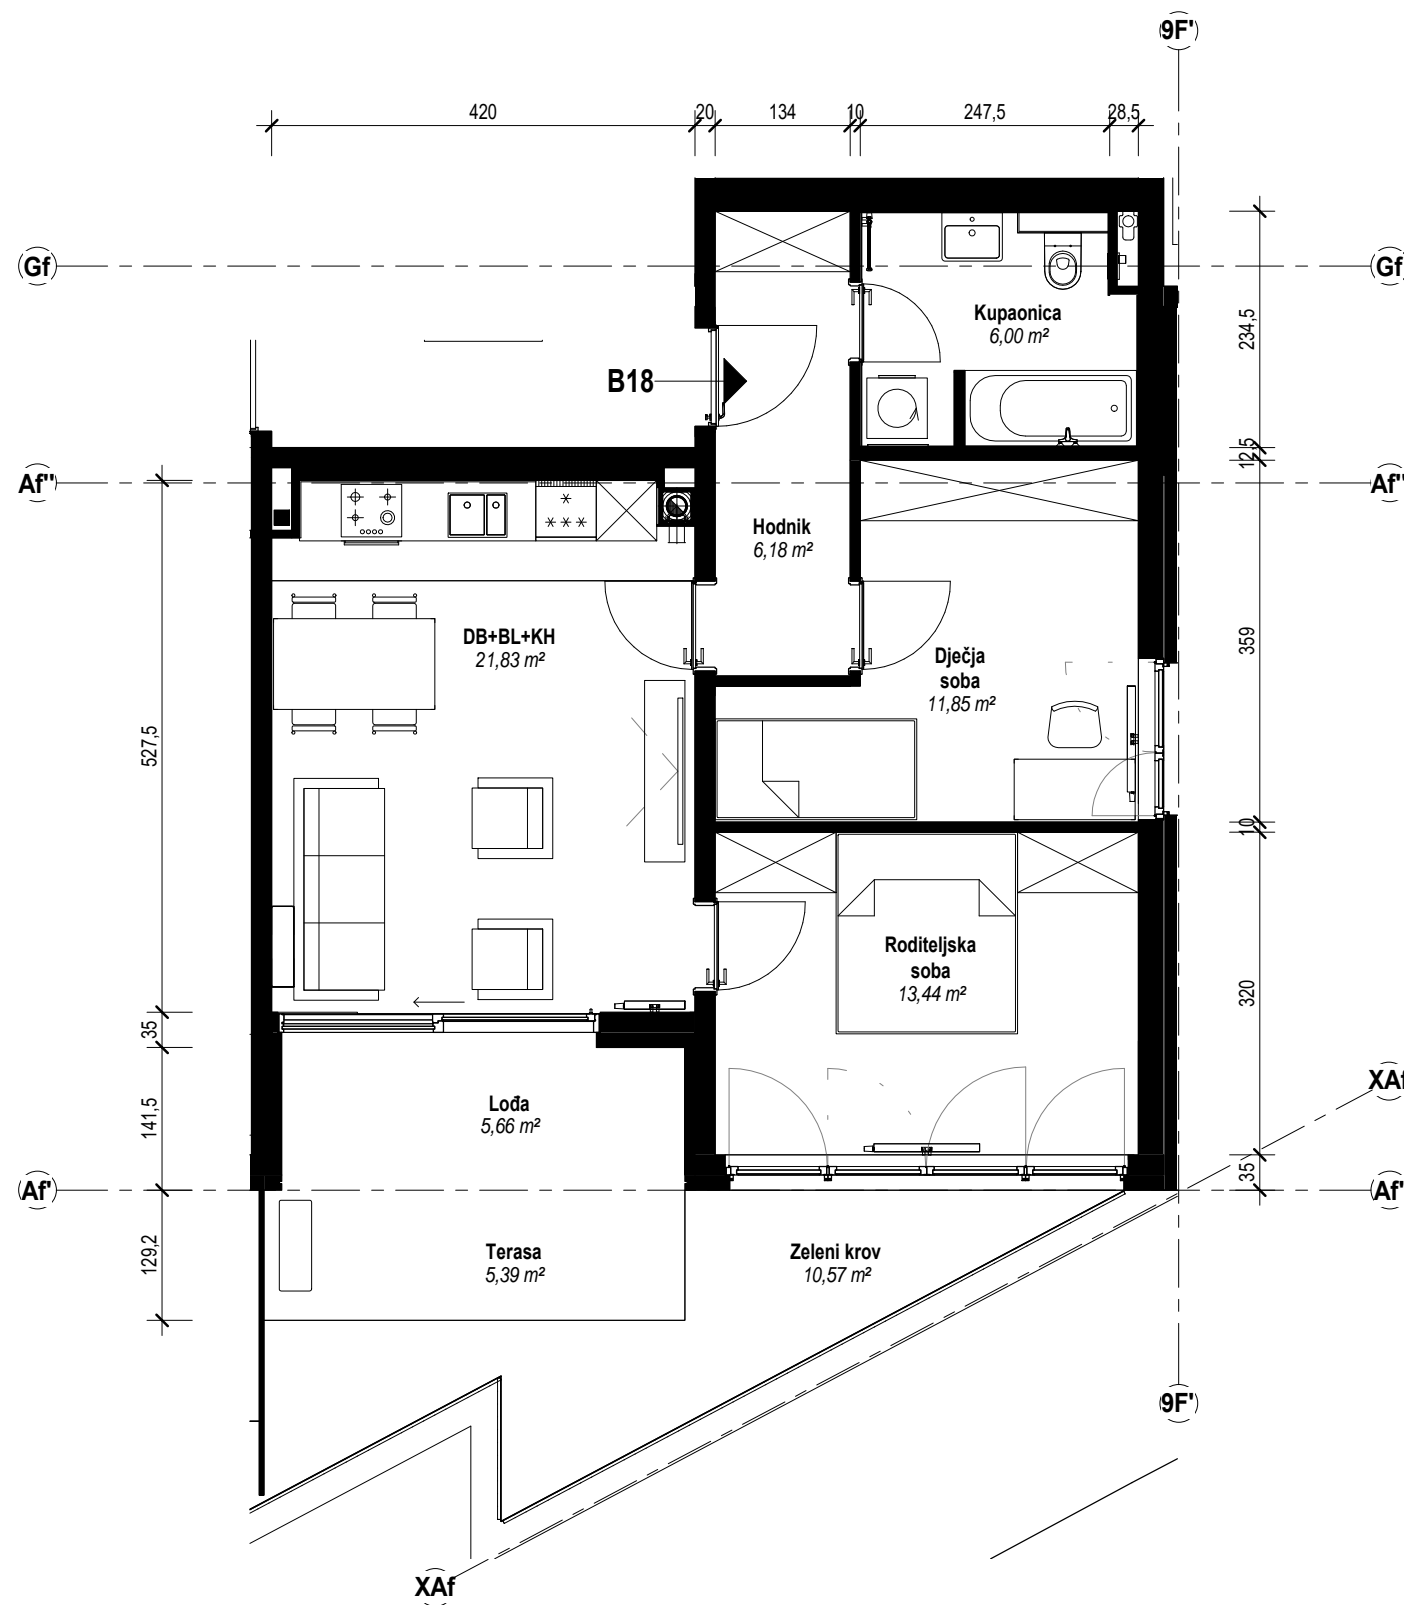 9F'
420
20
134
10
247,5
28,5
Gf
Gf
Kupaonica
6,00 m²
234,5
B18
12,5
Af''
Af''
Hodnik
6,18 m²
DB+BL+KH
21,83 m²
Dječja
soba
11,85 m²
359
527,5
10
Roditeljska
soba
13,44 m²
320
35
XAf
Lođa
5,66 m²
141,5
35
Af'
Af'
129,2
Terasa
5,39 m²
Zeleni krov
10,57 m²
9F'
XAf